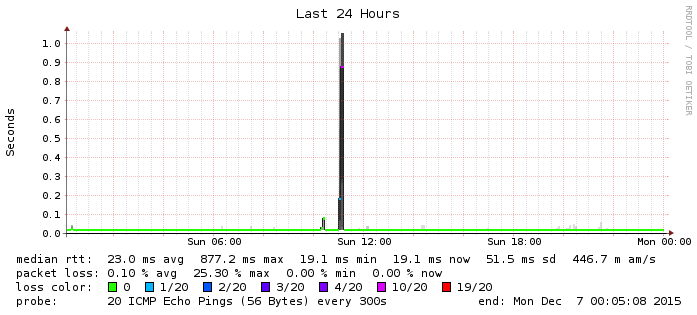 Last 24 Hours
RRDTOOL / TOBI OETIKER
Seconds
1.0
0.9
0.8
0.7
0.6
0.5
0.4
0.3
0.2
0.1
0.0
Sun 06:00 Sun 12:00 Sun 18:00 Mon 00:00
median rtt: 23.0 ms avg 877.2 ms max 19.1 ms min 19.1 ms now 51.5 ms sd 446.7 m am/s
packet loss: 0.10 % avg 25.30 % max 0.00 % min 0.00 % now
loss color: 0 1/20 2/20 3/20 4/20 10/20 19/20
probe: 20 ICMP Echo Pings (56 Bytes) every 300s end: Mon Dec 7 00:05:08 2015